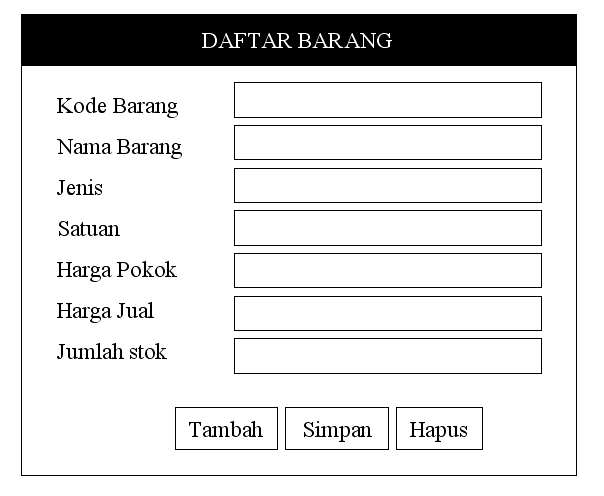 DAFTAR BARANG
Kode Barang
Nama Barang
Jenis
Satuan
Harga Pokok
Harga Jual
Jumlah stok
Tambah Simpan Hapus